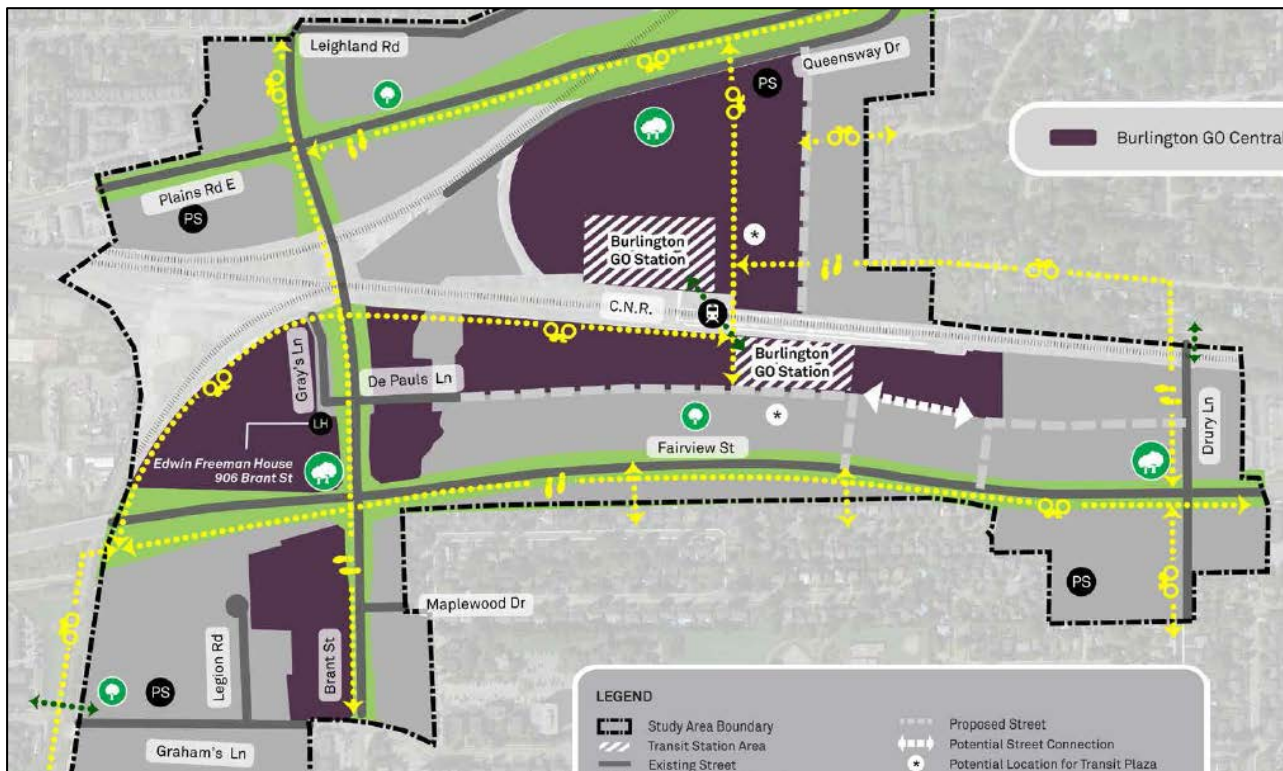 Leighland Rd
Queensway Dr
PS
Burlington GO Centra
Plains Rd E
PS
*
Burlington
GO Station
C.N.R.
Burlington
GO Station
Gray's Ln
De Pauls Ln
*
LH
Edwin Freeman House
906 Brant St
Fairview St
Drury Ln
PS
Maplewood Dr
Legion Rd
Brant St
PS
Graham's Ln
LEGEND
Study Area Boundary
Transit Station Area
Existing Street
Proposed Street
Potential Street Connection
* Potential Location for Transit Plaza